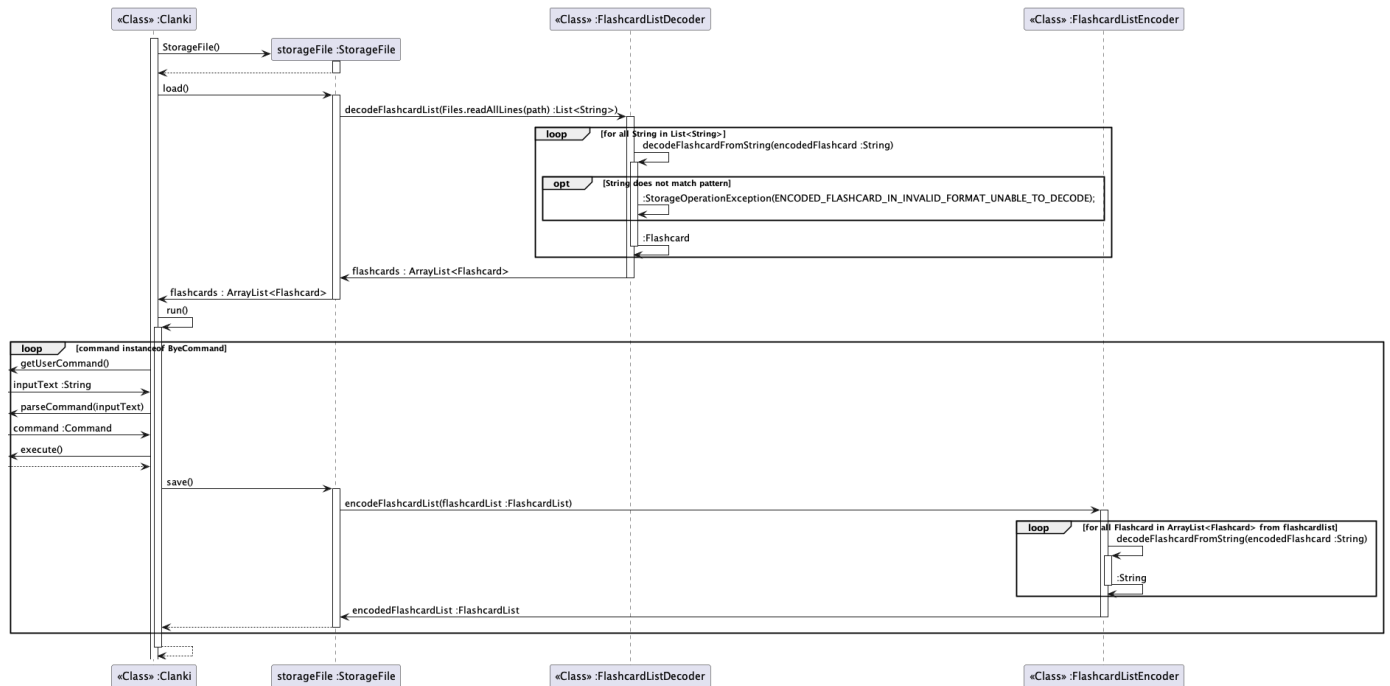 «Class» :Clanki
«Class» :FlashcardListDecoder
«Class» :FlashcardListEncoder
StorageFile()
storageFile :StorageFile
load()
decodeFlashcardList(Files.readAllLines(path) :List<String>)
loop [for all String in List<String>]
decodeFlashcardFromString(encodedFlashcard :String)
opt [String does not match pattern]
:StorageOperationException(ENCODED_FLASHCARD_IN_INVALID_FORMAT_UNABLE_TO_DECODE);
:Flashcard
flashcards : ArrayList<Flashcard>
flashcards : ArrayList<Flashcard>
run()
loop [command instanceof ByeCommand]
getUserCommand()
inputText :String
parseCommand(inputText)
command :Command
execute()
save()
encodeFlashcardList(flashcardList :FlashcardList)
loop [for all Flashcard in ArrayList<Flashcard> from flashcardlist]
decodeFlashcardFromString(encodedFlashcard :String)
:String
encodedFlashcardList :FlashcardList
«Class» :Clanki
storageFile :StorageFile
«Class» :FlashcardListDecoder
«Class» :FlashcardListEncoder